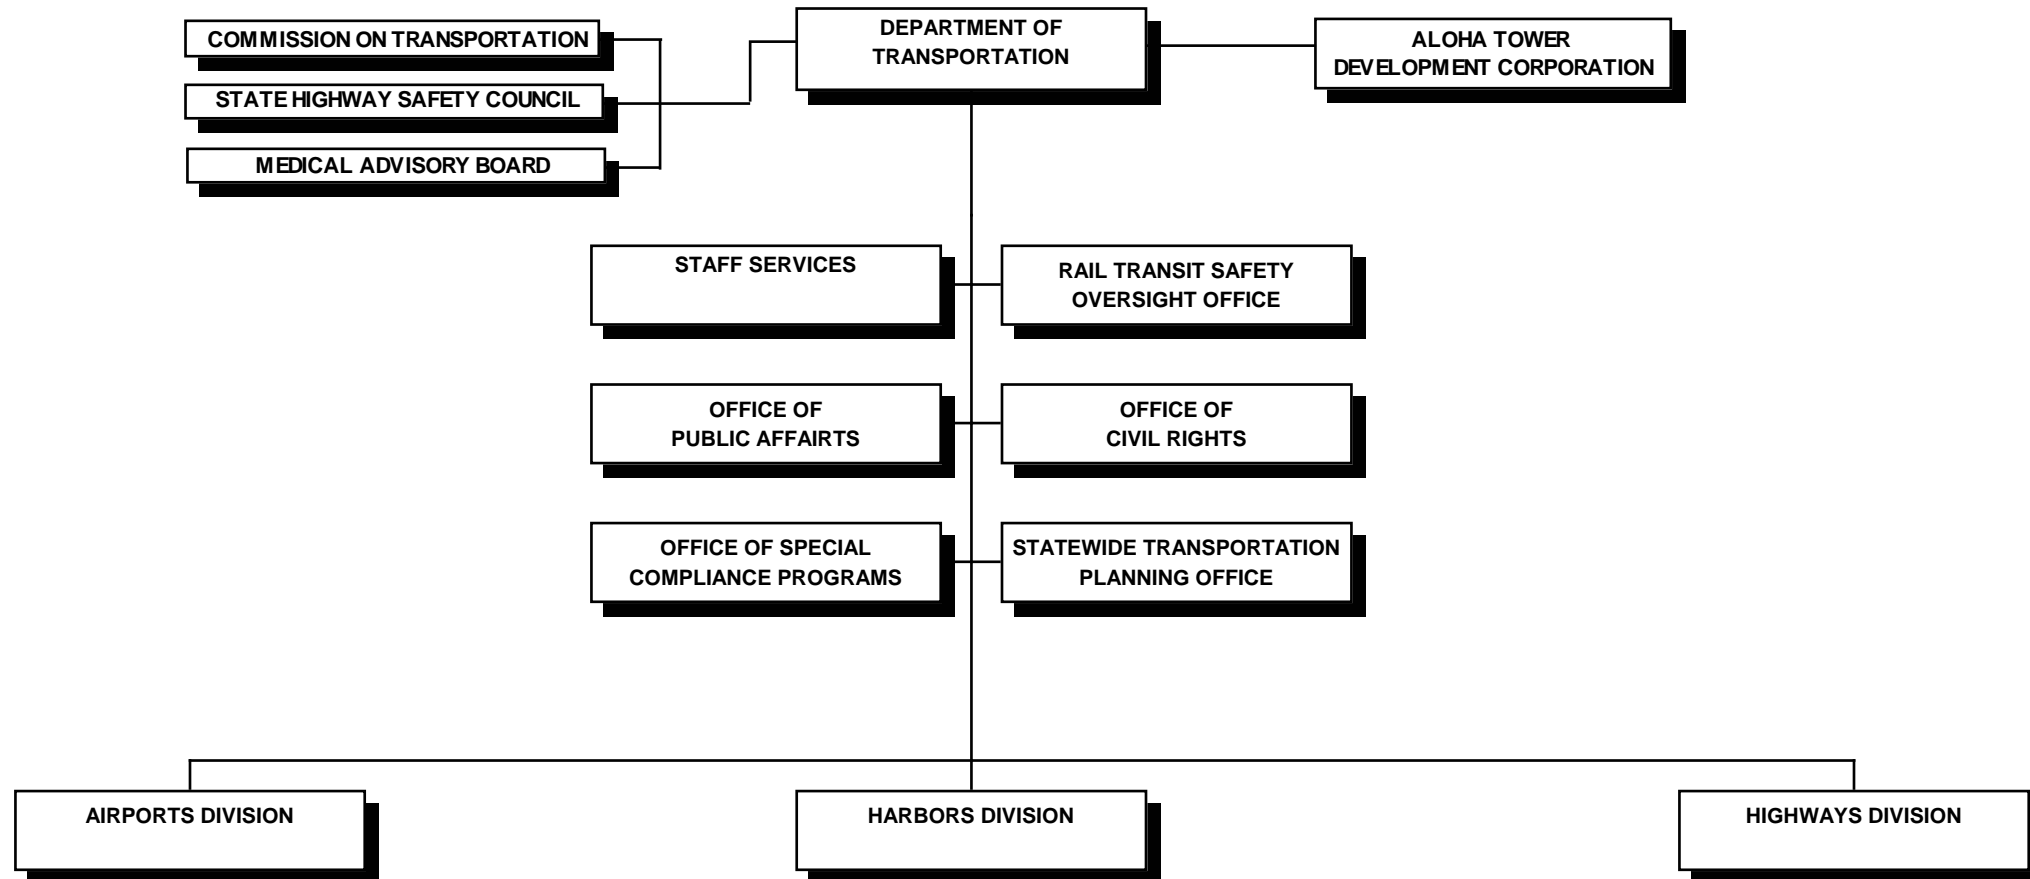 COMMISSION ON TRANSPORTATION
STATE HIGHWAY SAFETY COUNCIL
MEDICAL ADVISORY BOARD
DEPARTMENT OF
TRANSPORTATION
ALOHA TOWER
DEVELOPMENT CORPORATION
STAFF SERVICES
RAIL TRANSIT SAFETY
OVERSIGHT OFFICE
OFFICE OF
PUBLIC AFFAIRTS
OFFICE OF
CIVIL RIGHTS
OFFICE OF SPECIAL
COMPLIANCE PROGRAMS
STATEWIDE TRANSPORTATION
PLANNING OFFICE
AIRPORTS DIVISION
HARBORS DIVISION
HIGHWAYS DIVISION